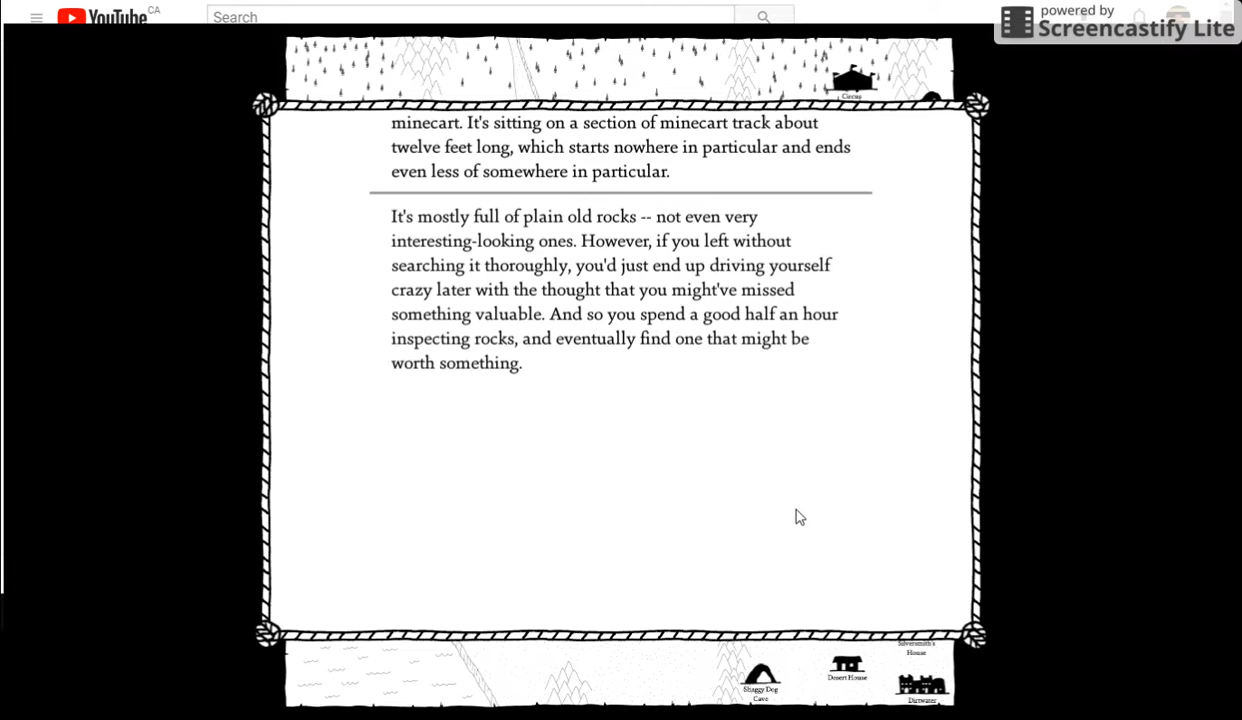 YouTube CA
Search
powered by
Screencastify Lite
Circus
minecart. It's sitting on a section of minecart track about
twelve feet long, which starts nowhere in particular and ends
even less of somewhere in particular.
It's mostly full of plain old rocks -- not even very
interesting-looking ones. However, if you left without
searching it thoroughly, you'd just end up driving yourself
crazy later with the thought that you might've missed
something valuable. And so you spend a good half an hour
inspecting rocks, and eventually find one that might be
worth something.
Silversmith's
House
Desert House
Shaggy Dog
Cave
Dirtwater